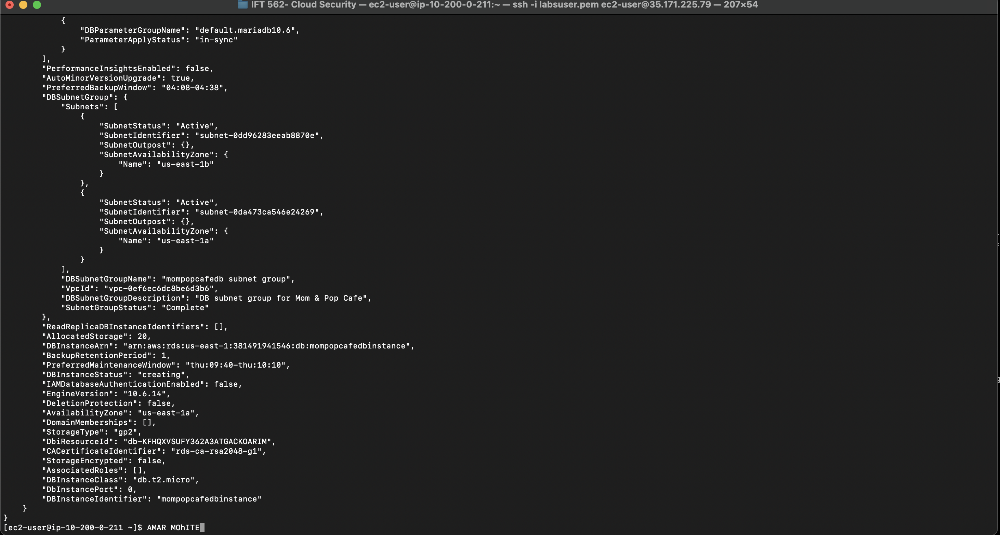 IFT 562- Cloud Security — ec2-user@ip-10-200-0-211:~ — ssh -i labsuser.pem ec2-user@35.171.225.79 — 207×54
{
"DBParameterGroupName": "default.mariadb10.6",
"ParameterApplyStatus": "in-sync"
}
],
"PerformanceInsightsEnabled": false,
"AutoMinorVersionUpgrade": true,
"PreferredBackupWindow": "04:08-04:38",
"DBSubnetGroup": {
"Subnets": [
{
"SubnetStatus": "Active",
"SubnetIdentifier": "subnet-0dd96283eeab8870e",
"SubnetOutpost": {},
"SubnetAvailabilityZone": {
"Name": "us-east-1b"
}
},
{
"SubnetStatus": "Active",
"SubnetIdentifier": "subnet-0da473ca546e24269",
"SubnetOutpost": {},
"SubnetAvailabilityZone": {
"Name": "us-east-1a"
}
}
],
"DBSubnetGroupName": "mompopcafedb subnet group",
"VpcId": "vpc-0ef6ec6dc8be6d3b6",
"DBSubnetGroupDescription": "DB subnet group for Mom & Pop Cafe",
"SubnetGroupStatus": "Complete"
},
"ReadReplicaDBInstanceIdentifiers": [],
"AllocatedStorage": 20,
"DBInstanceArn": "arn:aws:rds:us-east-1:381491941546:db:mompopcafedbinstance",
"BackupRetentionPeriod": 1,
"PreferredMaintenanceWindow": "thu:09:40-thu:10:10",
"DBInstanceStatus": "creating",
"IAMDatabaseAuthenticationEnabled": false,
"EngineVersion": "10.6.14",
"DeletionProtection": false,
"AvailabilityZone": "us-east-1a",
"DomainMemberships": [],
"StorageType": "gp2",
"DbiResourceId": "db-KFHQXVSUFY362A3ATGACKOARIM",
"CACertificateIdentifier": "rds-ca-rsa2048-g1",
"StorageEncrypted": false,
"AssociatedRoles": [],
"DBInstanceClass": "db.t2.micro",
"DbInstancePort": 0,
"DBInstanceIdentifier": "mompopcafedbinstance"
}
}
[ec2-user@ip-10-200-0-211 ~]$ AMAR MOhITE